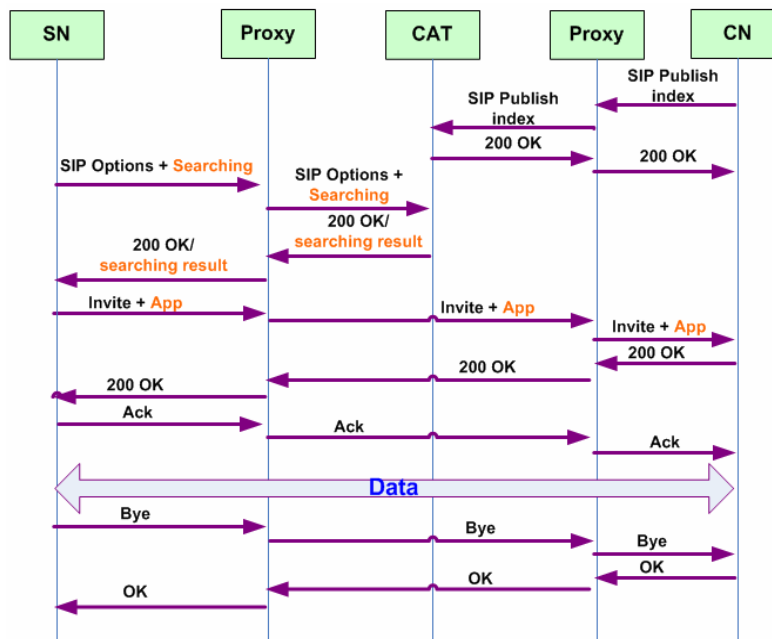 SN
Proxy
CAT
Proxy
CN
SIP Publish
index
SIP Publish
index
200 OK
200 OK
SIP Options + Searching
SIP Options +
Searching
200 OK/
searching result
200 OK/
searching result
Invite + App
Invite + App
Invite + App
200 OK
200 OK
200 OK
Ack
Ack
Ack
Data
Bye
Bye
Bye
OK
OK
OK